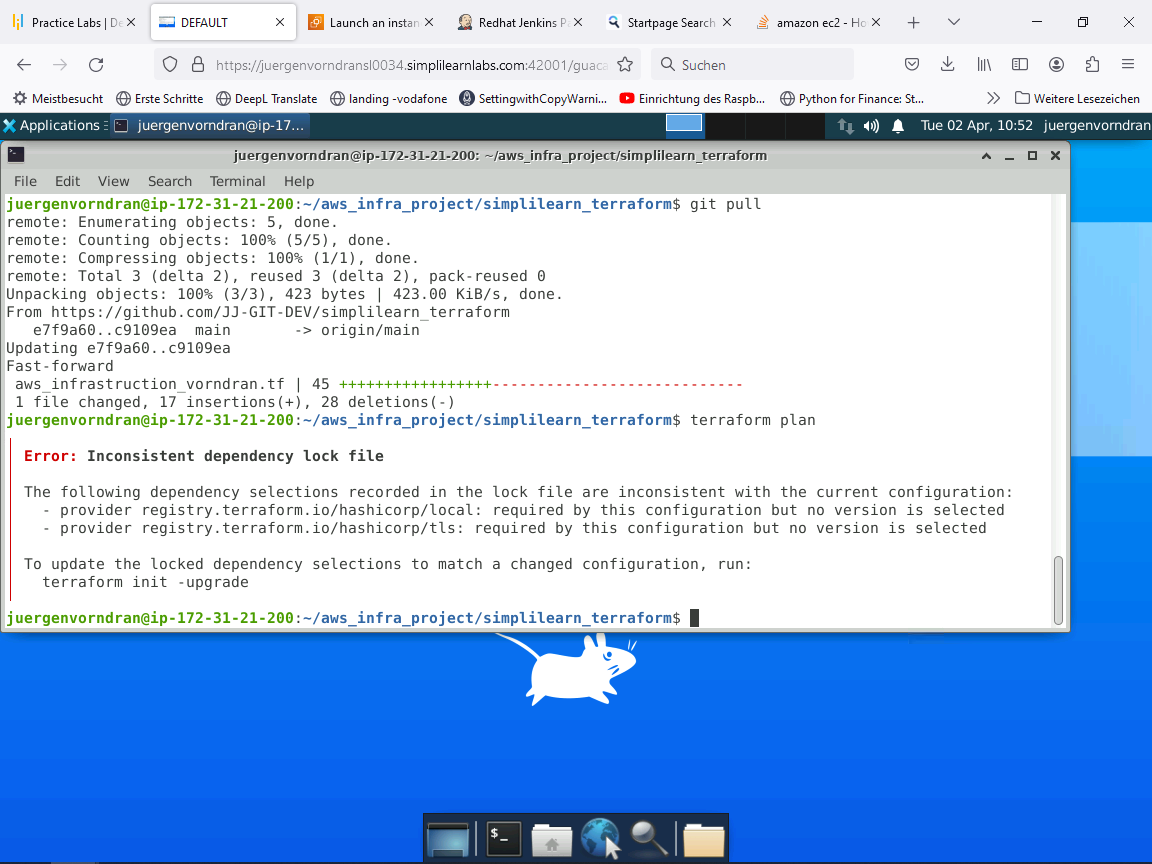 Practice Labs | De
DEFAULT
Launch an instan
Redhat Jenkins Pa
Startpage Search
amazon ec2 - Ho
https://juergenvorndransl0034.simplilearnlabs.com:42001/guaca
Suchen
Meistbesucht
Erste Schritte
DeepL Translate
landing -vodafone
SettingwithCopyWarni...
Einrichtung des Raspb...
Python for Finance: St...
Weitere Lesezeichen
Applications
juergenvorndran@ip-17...
Tue 02 Apr, 10:52
juergenvorndran
juergenvorndran@ip-172-31-21-200: ~/aws_infra_project/simplilearn_terraform
File Edit View Search Terminal Help
juergenvorndran@ip-172-31-21-200:~/aws_infra_project/simplilearn_terraform$ git pull
remote: Enumerating objects: 5, done.
remote: Counting objects: 100% (5/5), done.
remote: Compressing objects: 100% (1/1), done.
remote: Total 3 (delta 2), reused 3 (delta 2), pack-reused 0
Unpacking objects: 100% (3/3), 423 bytes | 423.00 KiB/s, done.
From https://github.com/JJ-GIT-DEV/simplilearn_terraform
   e7f9a60..c9109ea  main       -> origin/main
Updating e7f9a60..c9109ea
Fast-forward
 aws_infrastruction_vorndran.tf | 45 +++++++++++++++++----------------------------
 1 file changed, 17 insertions(+), 28 deletions(-)
juergenvorndran@ip-172-31-21-200:~/aws_infra_project/simplilearn_terraform$ terraform plan
Error: Inconsistent dependency lock file
The following dependency selections recorded in the lock file are inconsistent with the current configuration:
  - provider registry.terraform.io/hashicorp/local: required by this configuration but no version is selected
  - provider registry.terraform.io/hashicorp/tls: required by this configuration but no version is selected
To update the locked dependency selections to match a changed configuration, run:
  terraform init -upgrade
juergenvorndran@ip-172-31-21-200:~/aws_infra_project/simplilearn_terraform$
$_